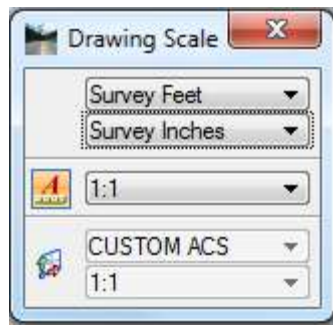 Drawing Scale
Survey Feet
Survey Inches
A
1:1
CUSTOM ACS
1:1